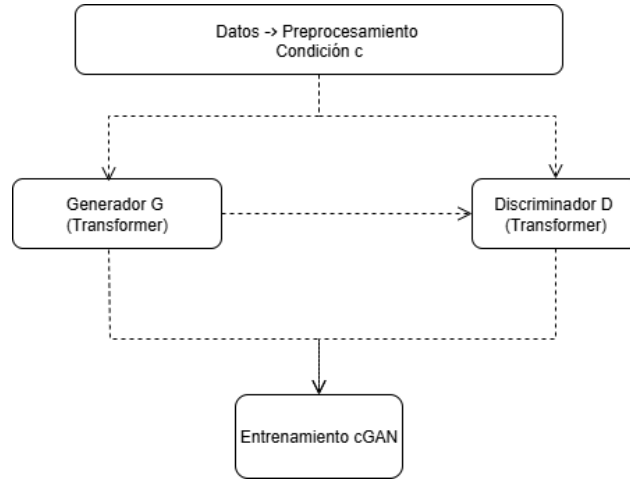 Datos -> Preprocesamiento
Condición c
Generador G
(Transformer)
Discriminador D
(Transformer)
Entrenamiento cGAN